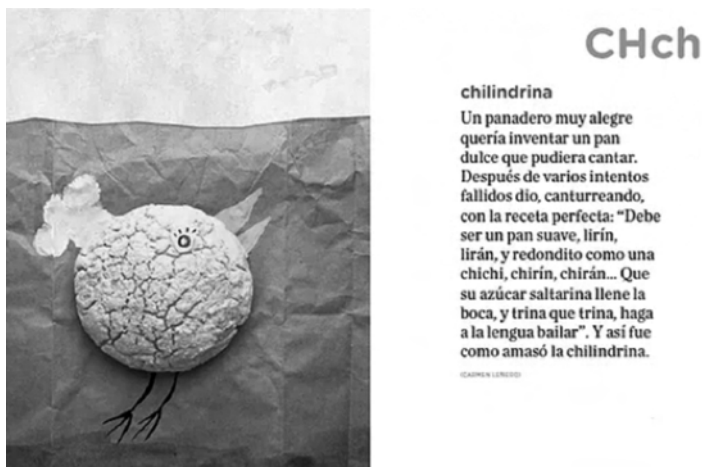 CHch
chilindrina
Un panadero muy alegre
quería inventar un pan
dulce que pudiera cantar.
Después de varios intentos
fallidos dio, canturreando,
con la receta perfecta: “Debe
ser un pan suave, lirín,
lirán, y redondito como una
chichi, chirín, chirán... Que
su azúcar saltarina llene la
boca, y trina que trina, haga
a la lengua bailar”. Y así fue
como amasó la chilindrina.